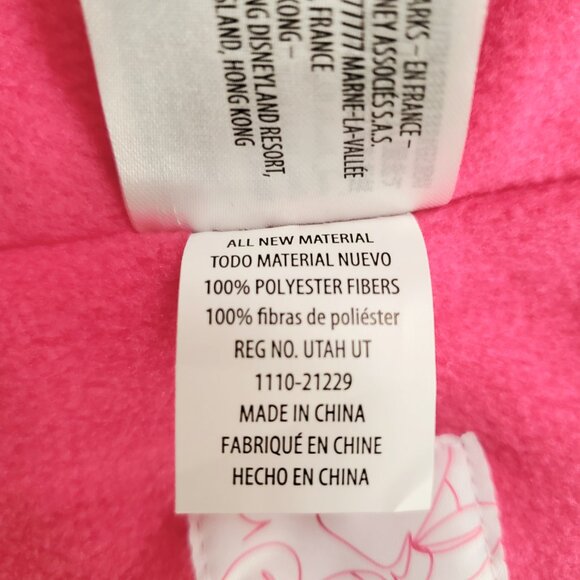 ARKS – EN FRANCE –
NEY ASSOCIÉS S.A.S.
77777 MARNE-LA-VALLÉE
, FRANCE
KONG –
NG DISNEYLAND RESORT,
ISLAND, HONG KONG
ALL NEW MATERIAL
TODO MATERIAL NUEVO
100% POLYESTER FIBERS
100% fibras de poliéster
REG NO. UTAH UT
1110-21229
MADE IN CHINA
FABRIQUÉ EN CHINE
HECHO EN CHINA